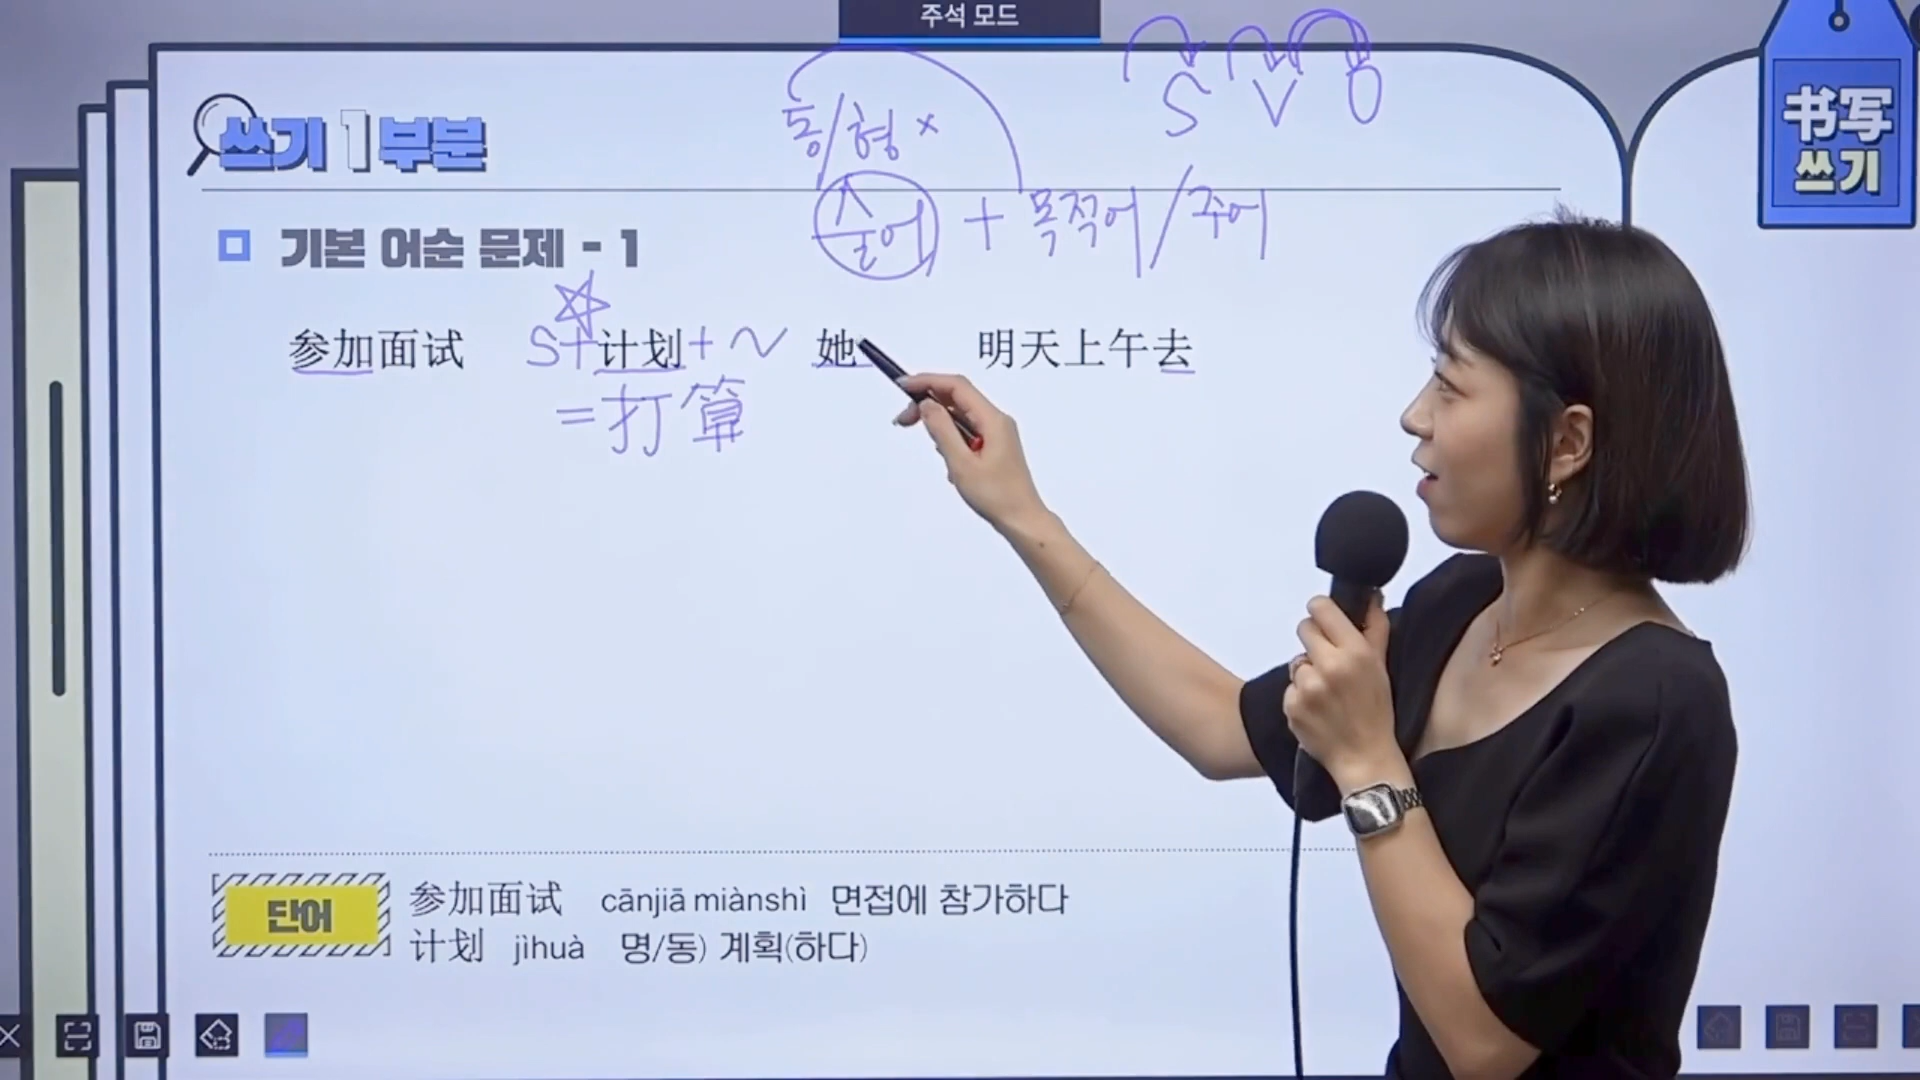 주석 모드
书写
쓰기
쓰기 1 부분
동/형 ×
S V O
술어 + 목적어 / 주어
기본 어순 문제 - 1
参加面试 S+计划+~ 她 明天上午去
=打算
단어
参加面试 cānjiā miànshì 면접에 참가하다
计划 jìhuà 명/동) 계획(하다)